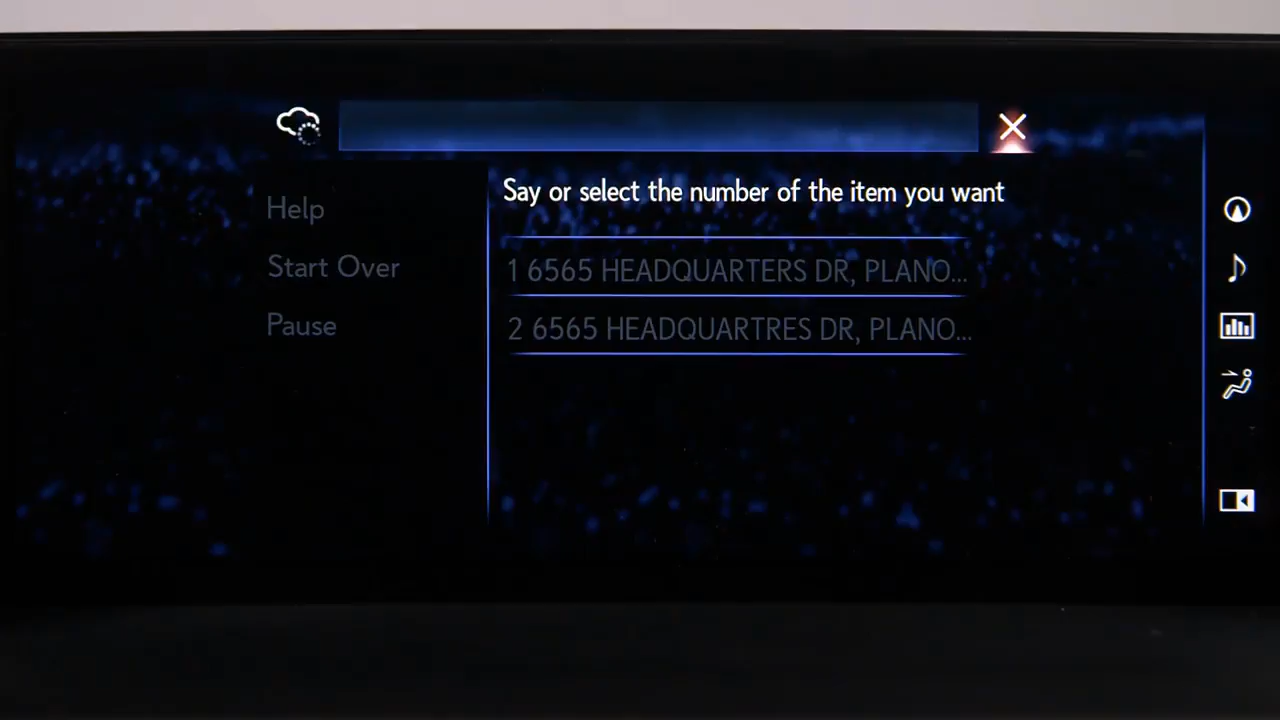 Say or select the number of the item you want
Help
Start Over
Pause
1 6565 HEADQUARTERS DR, PLANO...
2 6565 HEADQUARTRES DR, PLANO...